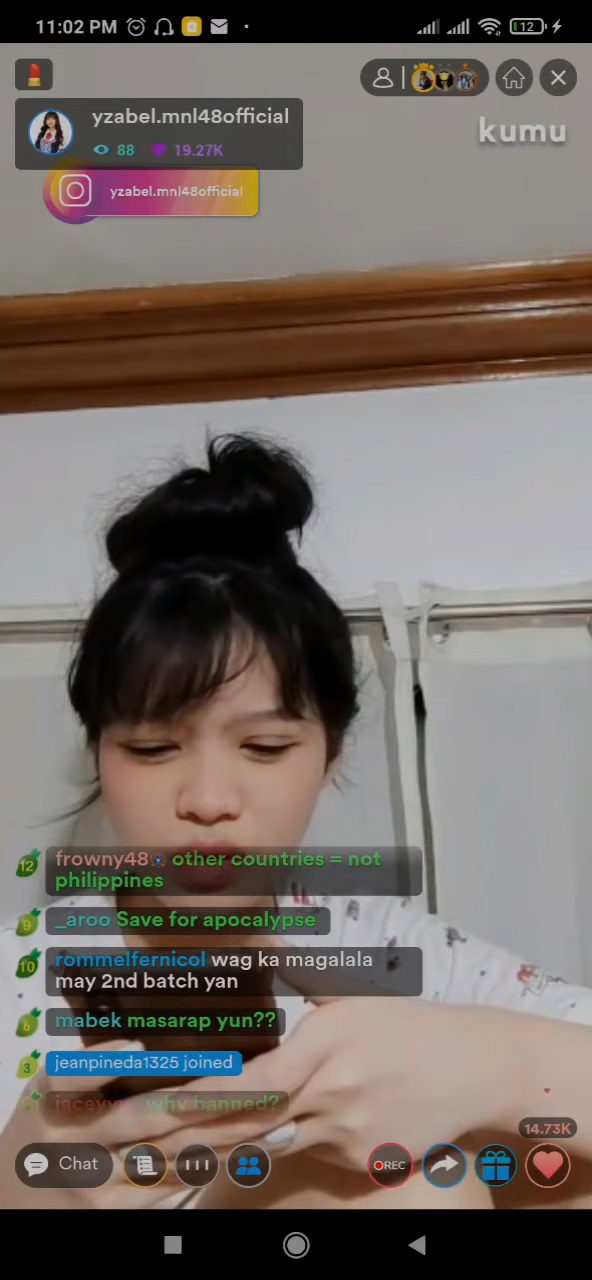 11:02 PM
12
yzabel.mnl48official
88 19.27K
kumu
yzabel.mnl48official
12 frowny48 other countries = not
philippines
9 _aroo Save for apocalypse
10 rommelfernicol wag ka magalala
may 2nd batch yan
6 mabek masarap yun??
3 jeanpineda1325 joined
why banned?
14.73K
Chat
REC